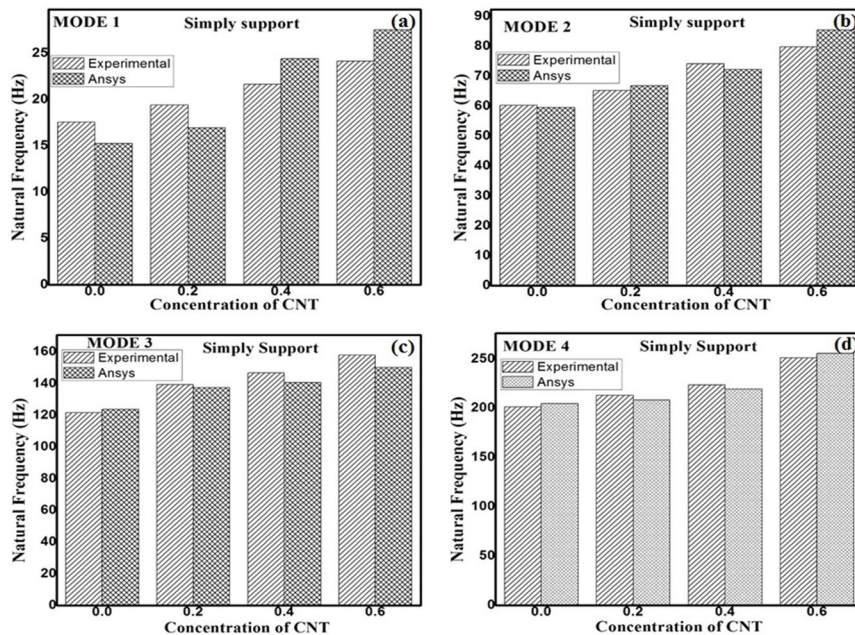 MODE 1 Simply support (a)
Experimental
Ansys
Natural Frequency (Hz)
25
20
15
10
5
0
0.0 0.2 0.4 0.6
Concentration of CNT
MODE 2 Simply support (b)
Experimental
Ansys
Natural Frequency (Hz)
90
80
70
60
50
40
30
20
10
0
0.0 0.2 0.4 0.6
Concentration of CNT
MODE 3 Simply Support (c)
Experimental
Ansys
Natural Frequency (Hz)
160
140
120
100
80
60
40
20
0
0.0 0.2 0.4 0.6
Concentration of CNT
MODE 4 Simply Support (d)
Experimental
Ansys
Natural Frequency (Hz)
250
200
150
100
50
0
0.0 0.2 0.4 0.6
Concentration of CNT